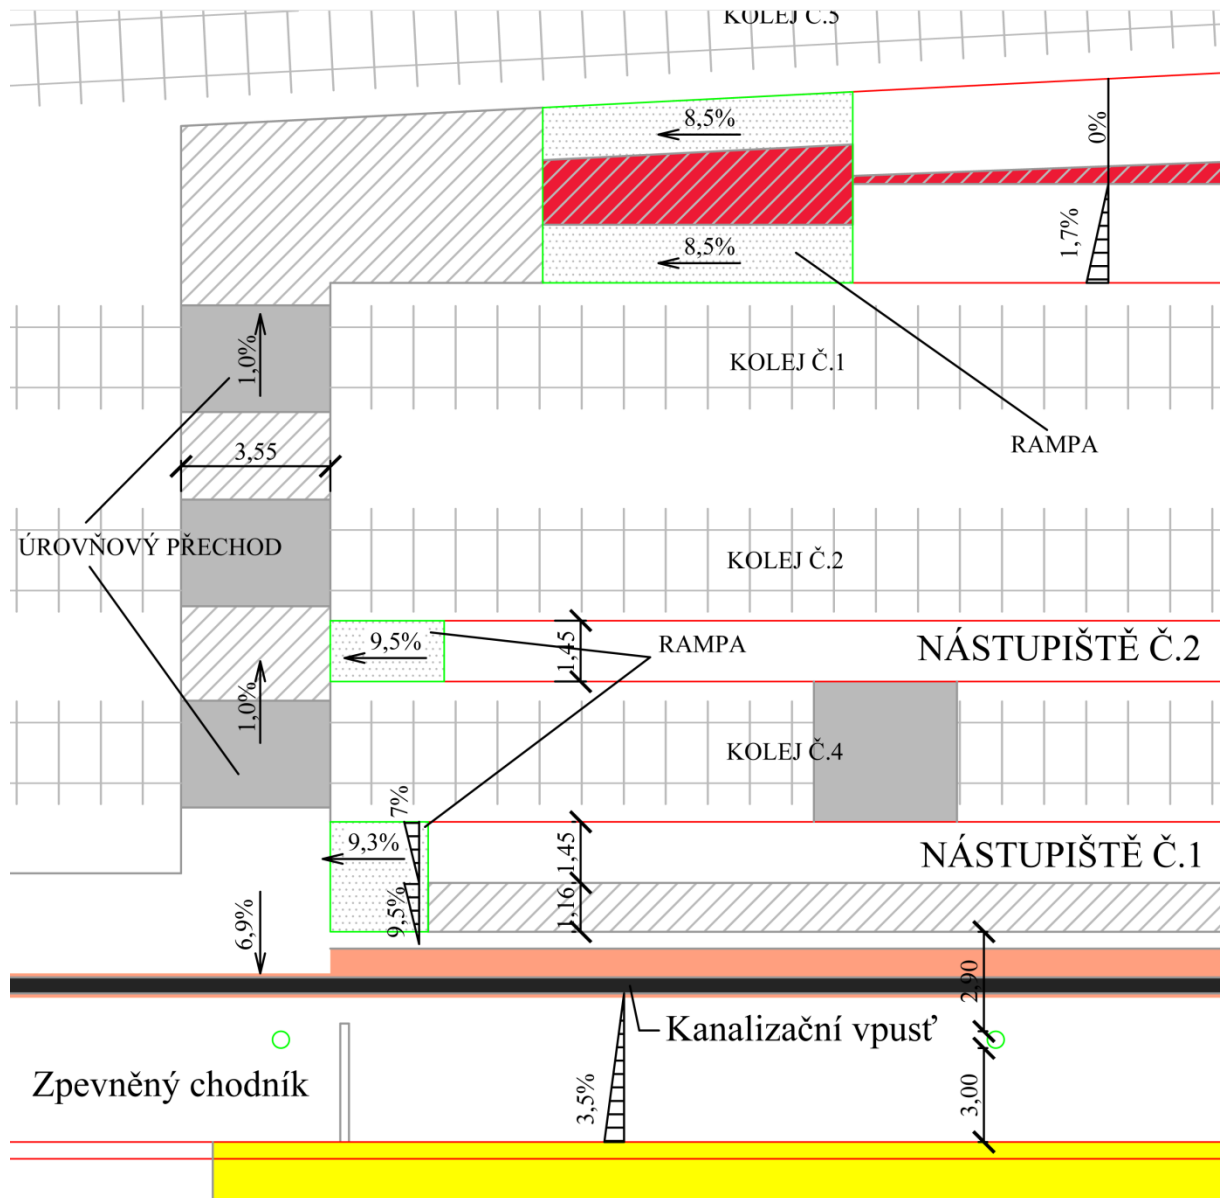 KOLEJ Č.5
8,5%
0%
8,5%
1,7%
1,0%
KOLEJ Č.1
RAMPA
3,55
ÚROVŇOVÝ PŘECHOD
KOLEJ Č.2
9,5%
1,45
RAMPA
NÁSTUPIŠTĚ Č.2
1,0%
KOLEJ Č.4
7%
9,3%
1,45
NÁSTUPIŠTĚ Č.1
9,5%
1,16
6,9%
2,90
Kanalizační vpusť
Zpevněný chodník
3,5%
3,00